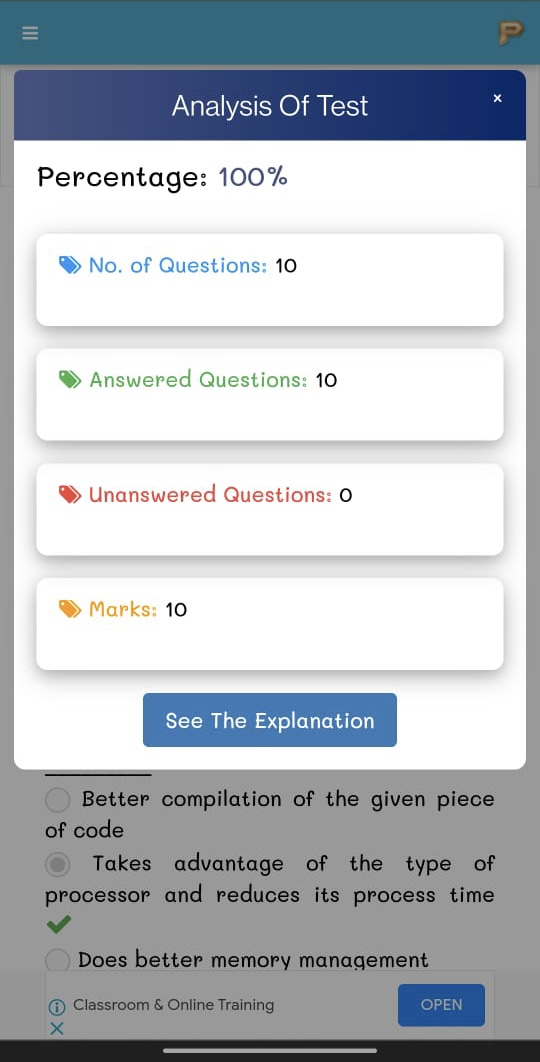 P
Analysis Of Test
×
Percentage: 100%
No. of Questions: 10
Answered Questions: 10
Unanswered Questions: 0
Marks: 10
See The Explanation
Better compilation of the given piece
of code
Takes advantage of the type of
processor and reduces its process time
Does better memory management
Classroom & Online Training
OPEN